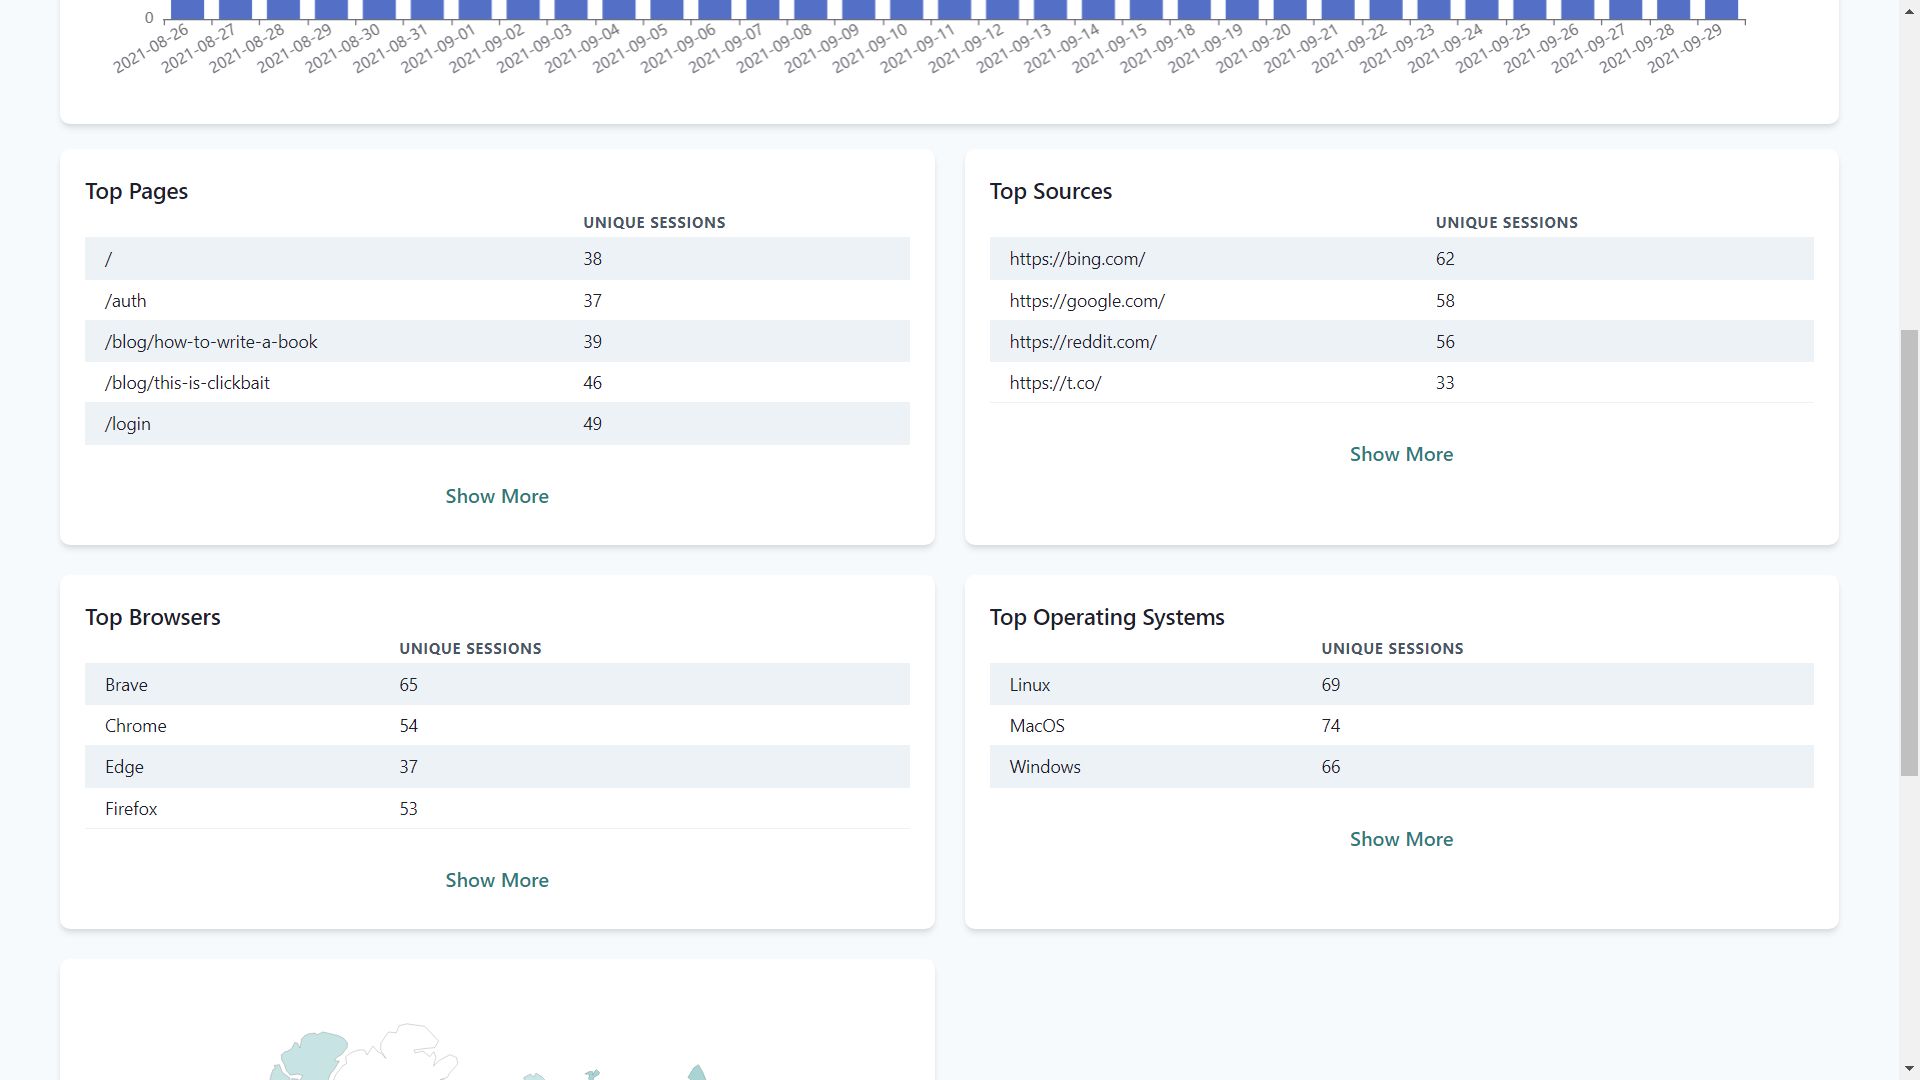 0
2021-08-26 2021-08-27 2021-08-28 2021-08-29 2021-08-30 2021-08-31 2021-09-01 2021-09-02 2021-09-03 2021-09-04 2021-09-05 2021-09-06 2021-09-07 2021-09-08 2021-09-09 2021-09-10 2021-09-11 2021-09-12 2021-09-13 2021-09-14 2021-09-15 2021-09-18 2021-09-19 2021-09-20 2021-09-21 2021-09-22 2021-09-23 2021-09-24 2021-09-25 2021-09-26 2021-09-27 2021-09-28 2021-09-29
Top Pages
UNIQUE SESSIONS
/ 38
/auth 37
/blog/how-to-write-a-book 39
/blog/this-is-clickbait 46
/login 49
Show More
Top Sources
UNIQUE SESSIONS
https://bing.com/ 62
https://google.com/ 58
https://reddit.com/ 56
https://t.co/ 33
Show More
Top Browsers
UNIQUE SESSIONS
Brave 65
Chrome 54
Edge 37
Firefox 53
Show More
Top Operating Systems
UNIQUE SESSIONS
Linux 69
MacOS 74
Windows 66
Show More